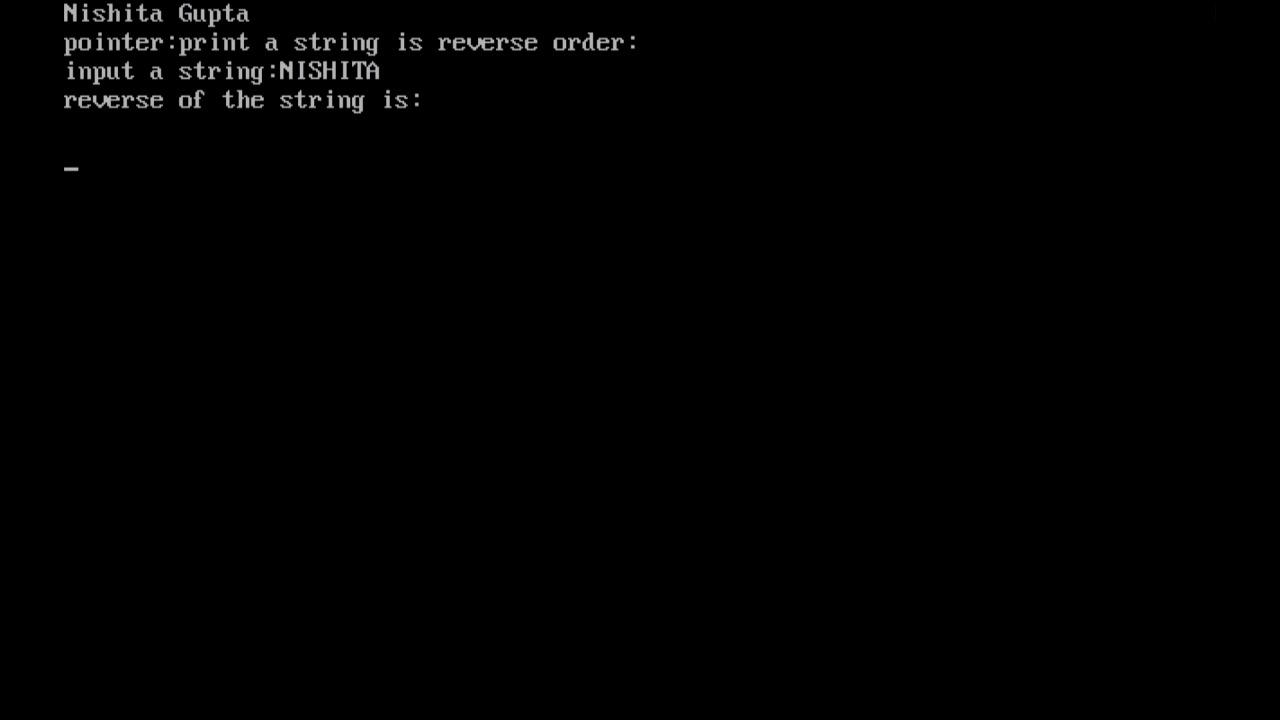 Nishita Gupta
pointer:print a string is reverse order:
input a string:NISHITA
reverse of the string is: